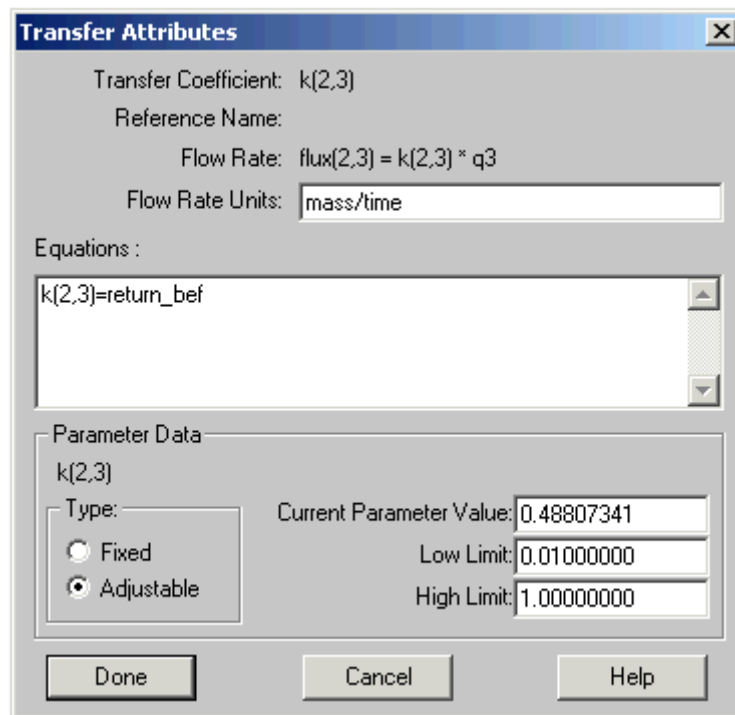 Transfer Attributes
Transfer Coefficient: k(2,3)
Reference Name:
Flow Rate: flux(2,3) = k(2,3) * q3
Flow Rate Units: mass/time
Equations :
k(2,3)=return_bef
Parameter Data
k(2,3)
Type:
Fixed
Adjustable
Current Parameter Value: 0.48807341
Low Limit: 0.01000000
High Limit: 1.00000000
Done Cancel Help